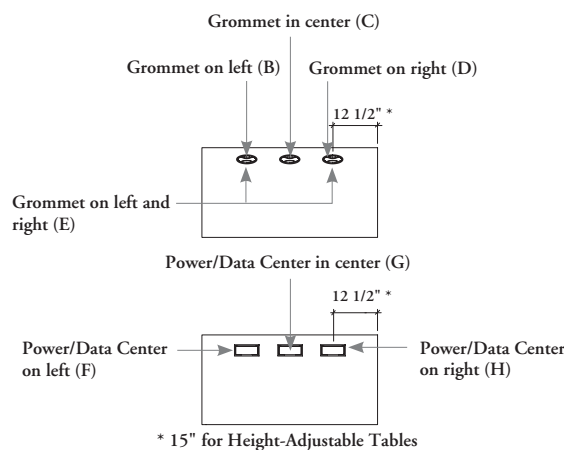 Grommet in center (C)
Grommet on left (B)
Grommet on right (D)
12 1/2" *
Grommet on left and
right (E)
Power/Data Center in center (G)
12 1/2" *
Power/Data Center
on left (F)
Power/Data Center
on right (H)
* 15" for Height-Adjustable Tables